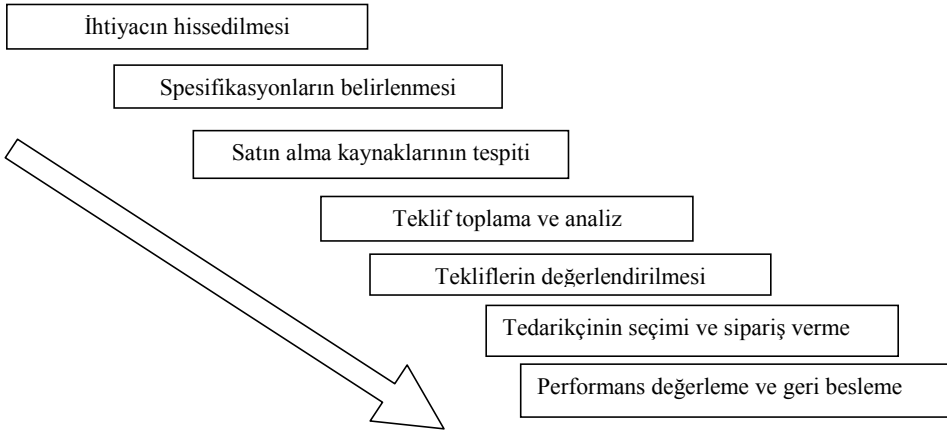 İhtiyacın hissedilmesi
Spesifikasyonların belirlenmesi
Satın alma kaynaklarının tespiti
Teklif toplama ve analiz
Tekliflerin değerlendirilmesi
Tedarikçinin seçimi ve sipariş verme
Performans değerleme ve geri besleme